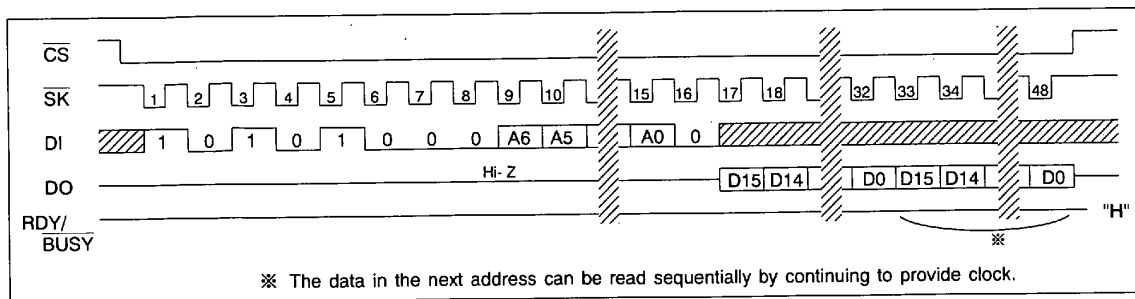 CS
SK 1 2 3 4 5 6 7 8 9 10 15 16 17 18 32 33 34 48
DI 1 0 1 0 1 0 0 0 A6 A5 A0 0
Hi-Z
DO D15 D14 D0 D15 D14 D0
RDY/
BUSY
"H"
※
※ The data in the next address can be read sequentially by continuing to provide clock.